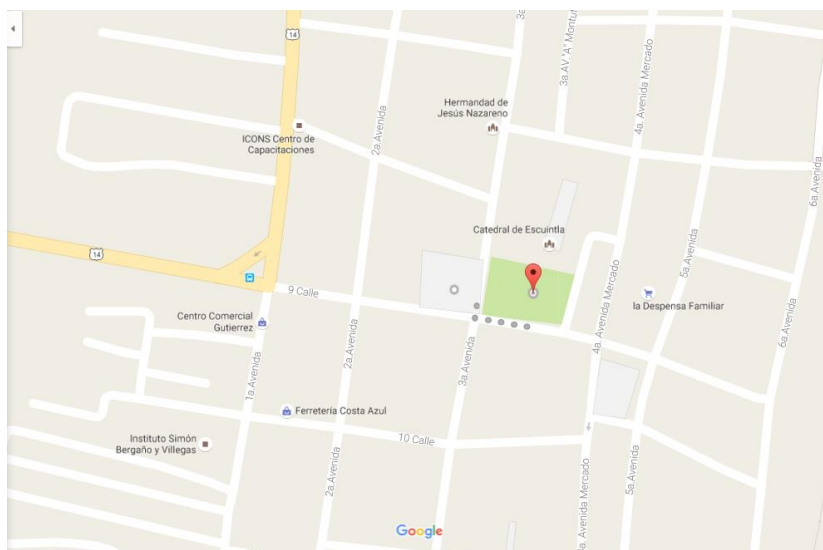 14
3a
3a.AV."A" Montúf
4a. Avenida Mercado
2a.Avenida
Hermandad de
Jesús Nazareno
ICONS Centro de
Capacitaciones
6a.Avenida
Catedral de Escuintla
14
5a.Avenida
9 Calle
la Despensa Familiar
Centro Comercial
Gutierrez
2a.Avenida
3a.Avenida
4a. Avenida Mercado
6a.Avenida
1a.Avenida
Ferretería Costa Azul
10 Calle
Instituto Simón
Bergaño y Villegas
2a.Avenida
5a.Avenida
a. Avenida Mercado
Google